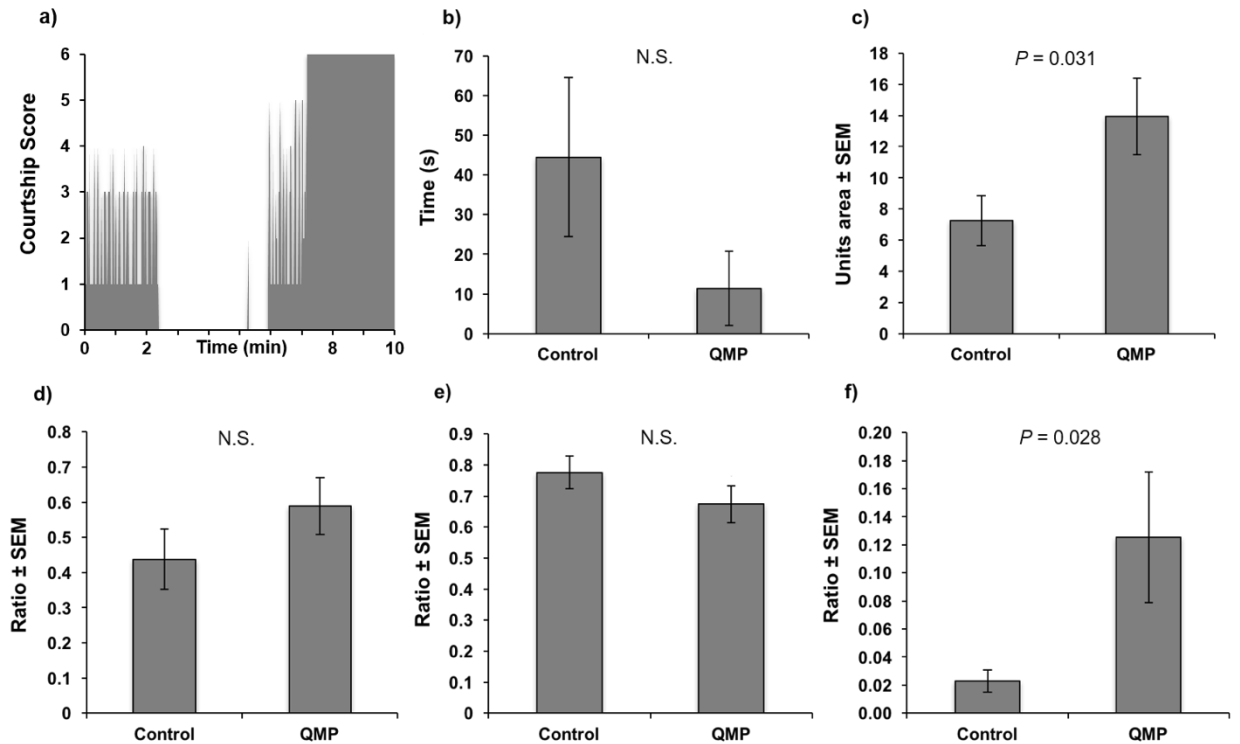 a)
Courtship Score
6
5
4
3
2
1
0
0 2 Time (min) 8 10
b)
N.S.
Time (s)
70
60
50
40
30
20
10
0
Control QMP
c)
P = 0.031
Units area ± SEM
18
16
14
12
10
8
6
4
2
0
Control QMP
d)
N.S.
Ratio ± SEM
0.8
0.7
0.6
0.5
0.4
0.3
0.2
0.1
0
Control QMP
e)
N.S.
Ratio ± SEM
0.9
0.8
0.7
0.6
0.5
0.4
0.3
0.2
0.1
0
Control QMP
f)
P = 0.028
Ratio ± SEM
0.20
0.18
0.16
0.14
0.12
0.10
0.08
0.06
0.04
0.02
0.00
Control QMP